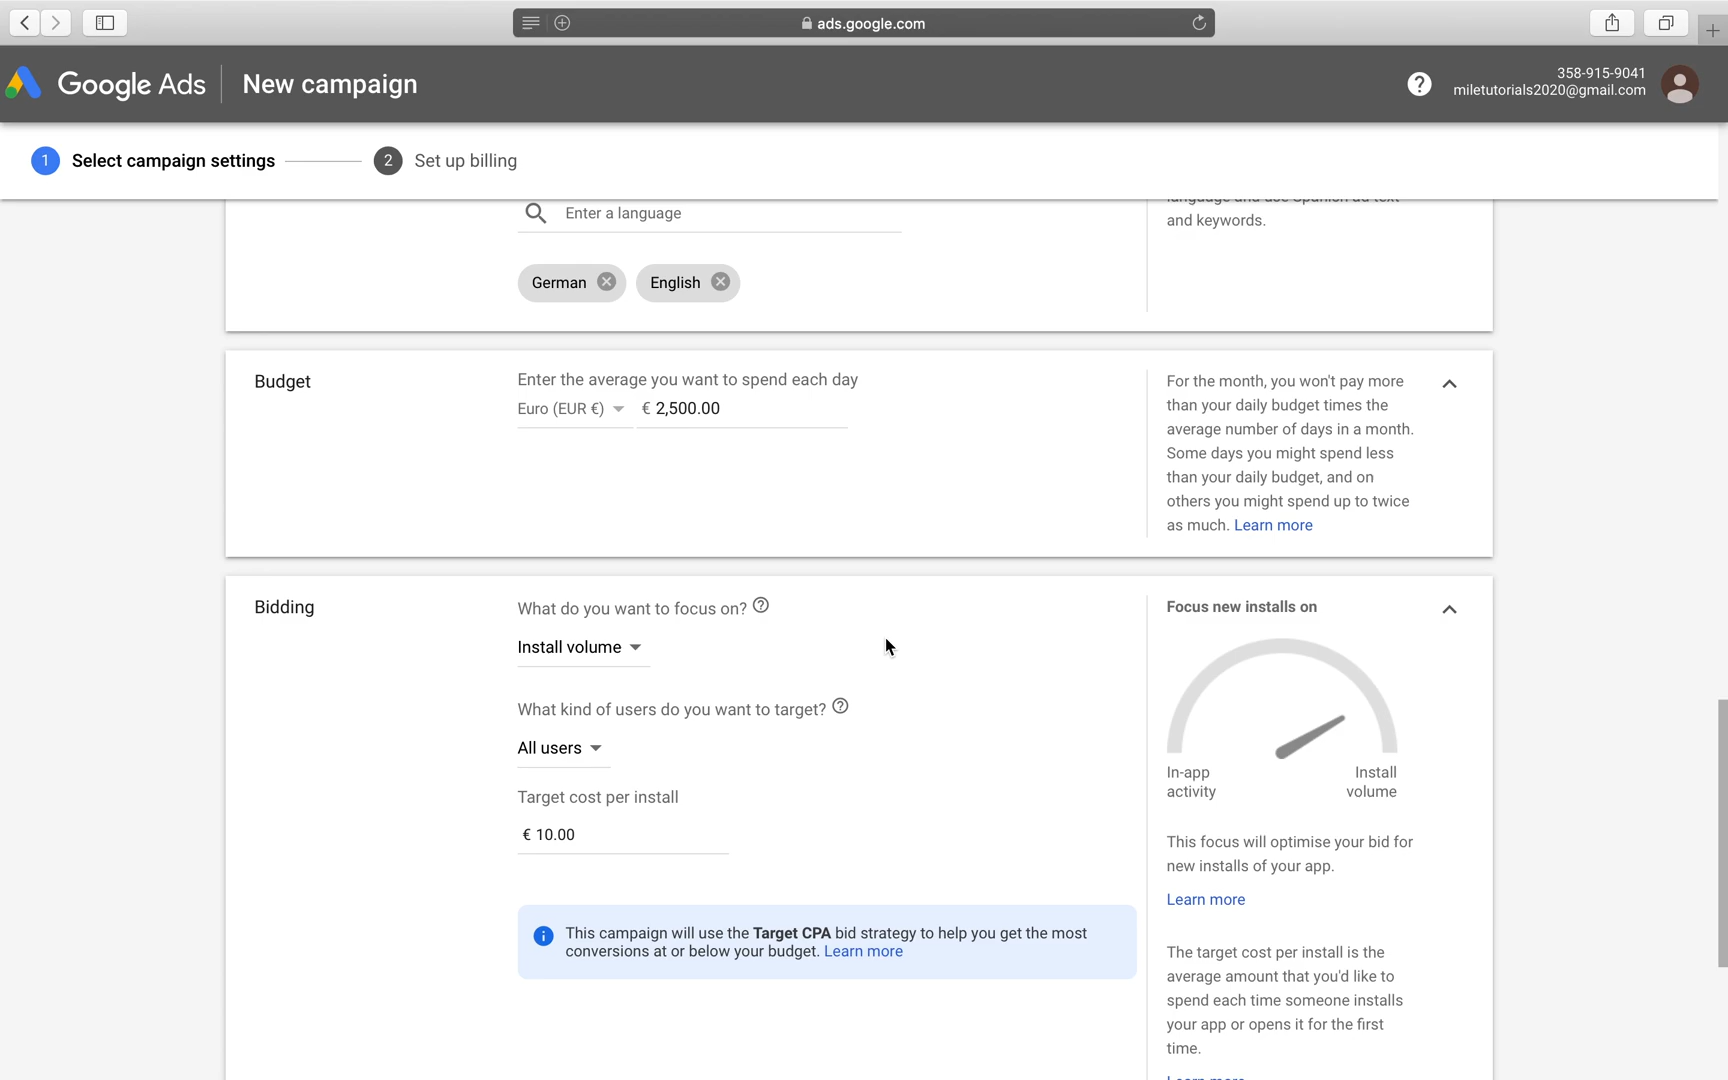 ads.google.com
Google Ads
New campaign
358-915-9041
miletutorials2020@gmail.com
1 Select campaign settings
2 Set up billing
Enter a language
German
English
language and use Spanish ad text
and keywords.
Budget
Enter the average you want to spend each day
Euro (EUR €)
€ 2,500.00
For the month, you won't pay more
than your daily budget times the
average number of days in a month.
Some days you might spend less
than your daily budget, and on
others you might spend up to twice
as much. Learn more
Bidding
What do you want to focus on?
Install volume
What kind of users do you want to target?
All users
Target cost per install
€ 10.00
This campaign will use the Target CPA bid strategy to help you get the most
conversions at or below your budget. Learn more
Focus new installs on
In-app
activity
Install
volume
This focus will optimise your bid for
new installs of your app.
Learn more
The target cost per install is the
average amount that you'd like to
spend each time someone installs
your app or opens it for the first
time.
Learn more